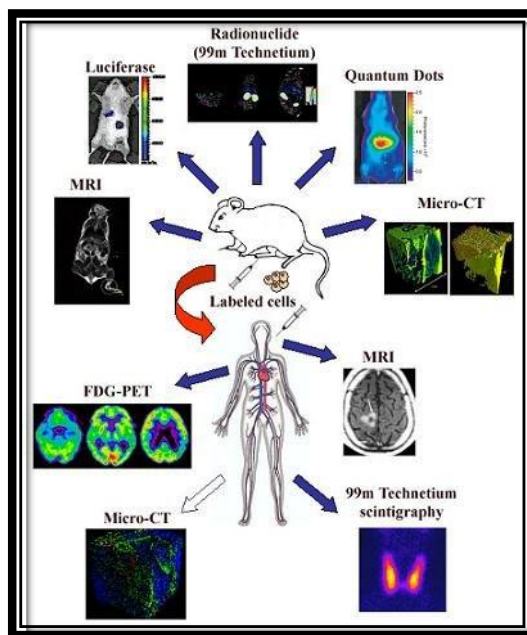 Radionuclide
(99m Technetium)
Luciferase
Quantum Dots
MRI
Micro-CT
Labeled cells
FDG-PET
MRI
Micro-CT
99m Technetium
scintigraphy